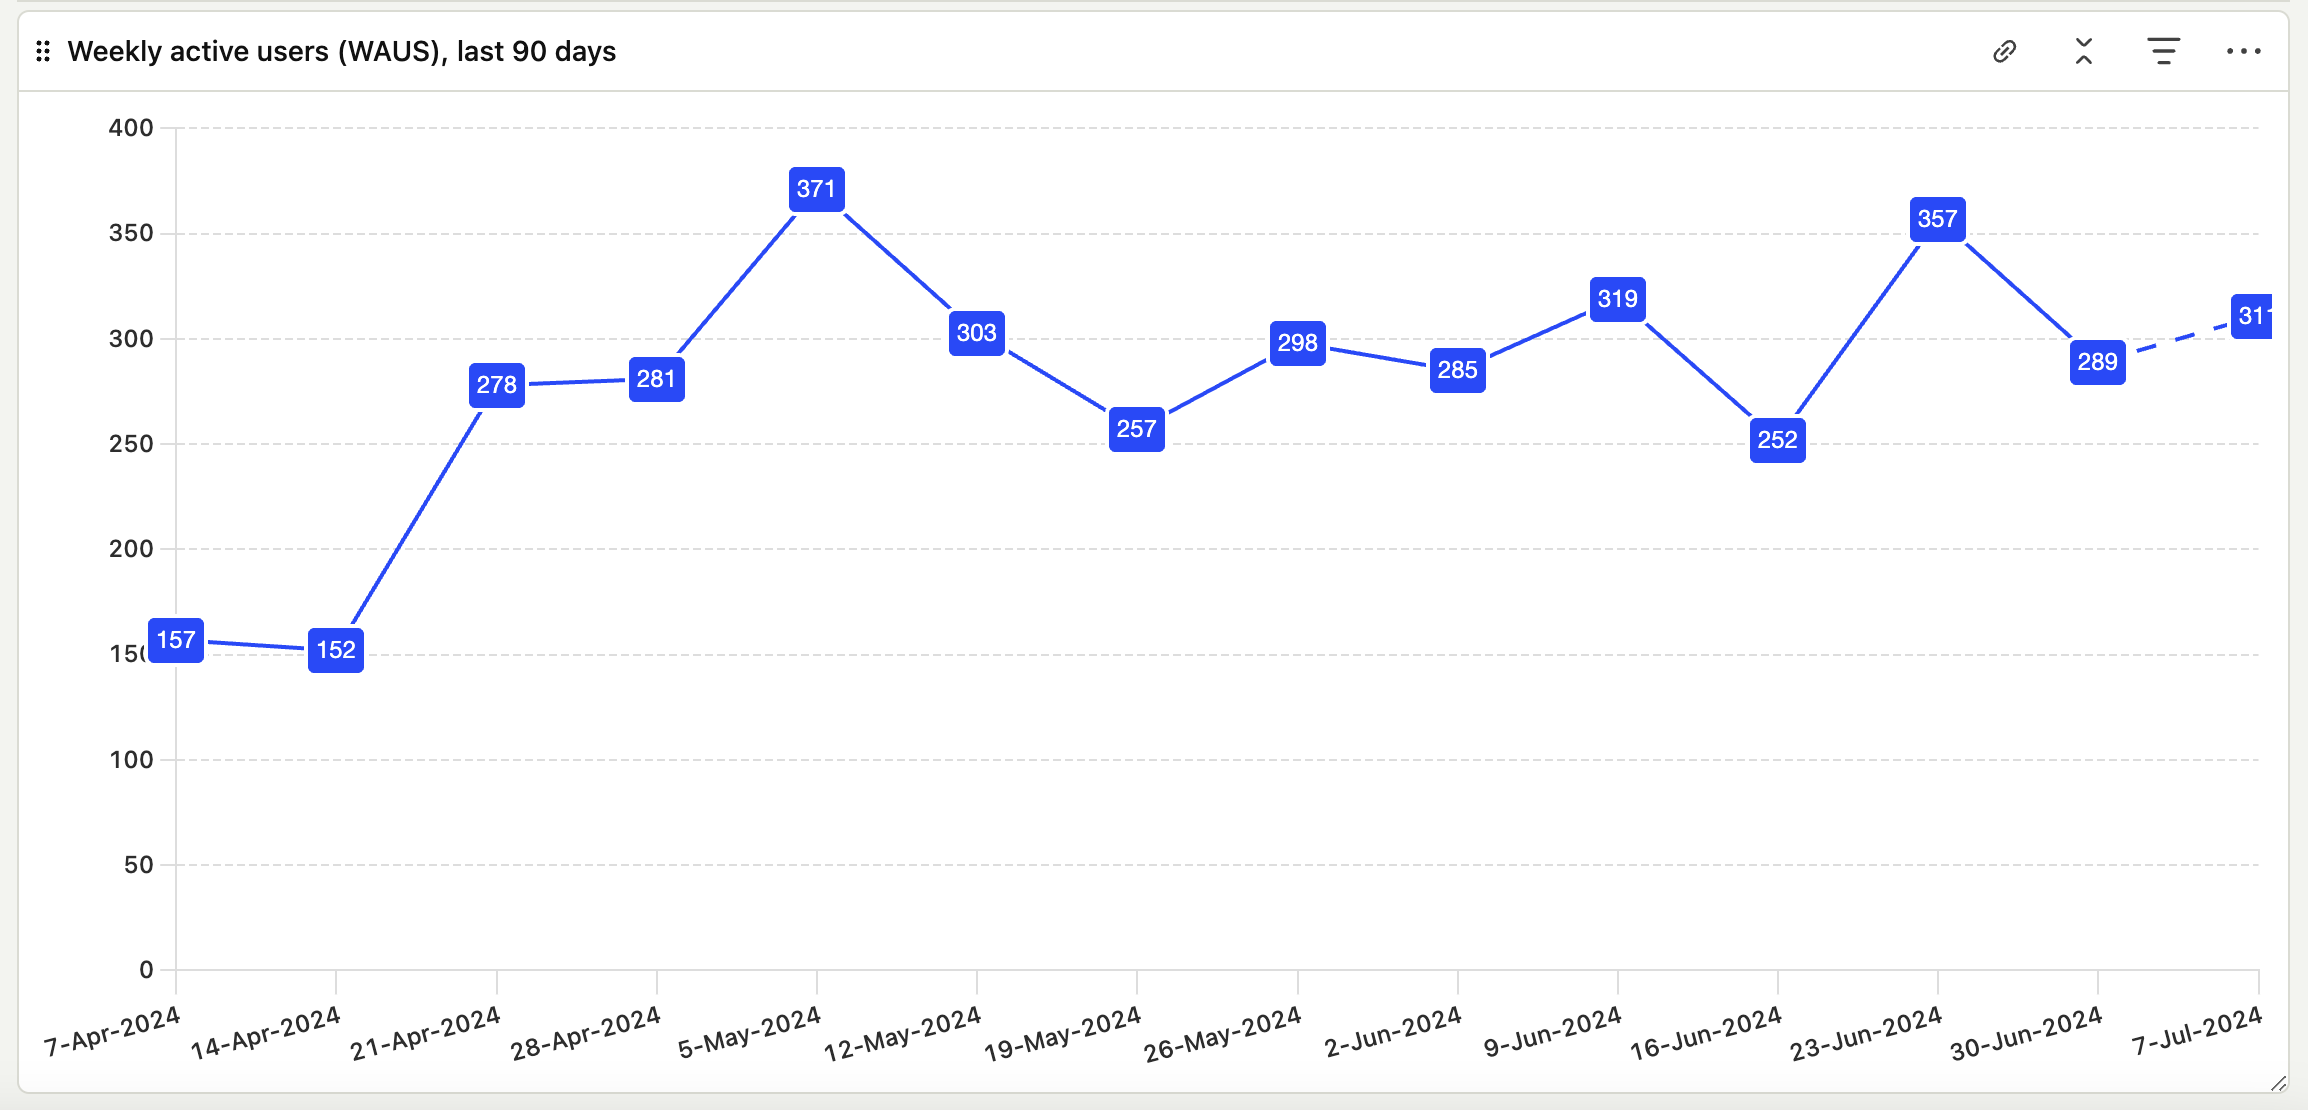 Weekly active users (WAUS), last 90 days
400
371
357
350
319
311
303
300
298
289
285
281
278
257
252
250
200
157
152
150
100
50
0
7-Apr-2024
14-Apr-2024
21-Apr-2024
28-Apr-2024
5-May-2024
12-May-2024
19-May-2024
26-May-2024
2-Jun-2024
9-Jun-2024
16-Jun-2024
23-Jun-2024
30-Jun-2024
7-Jul-2024